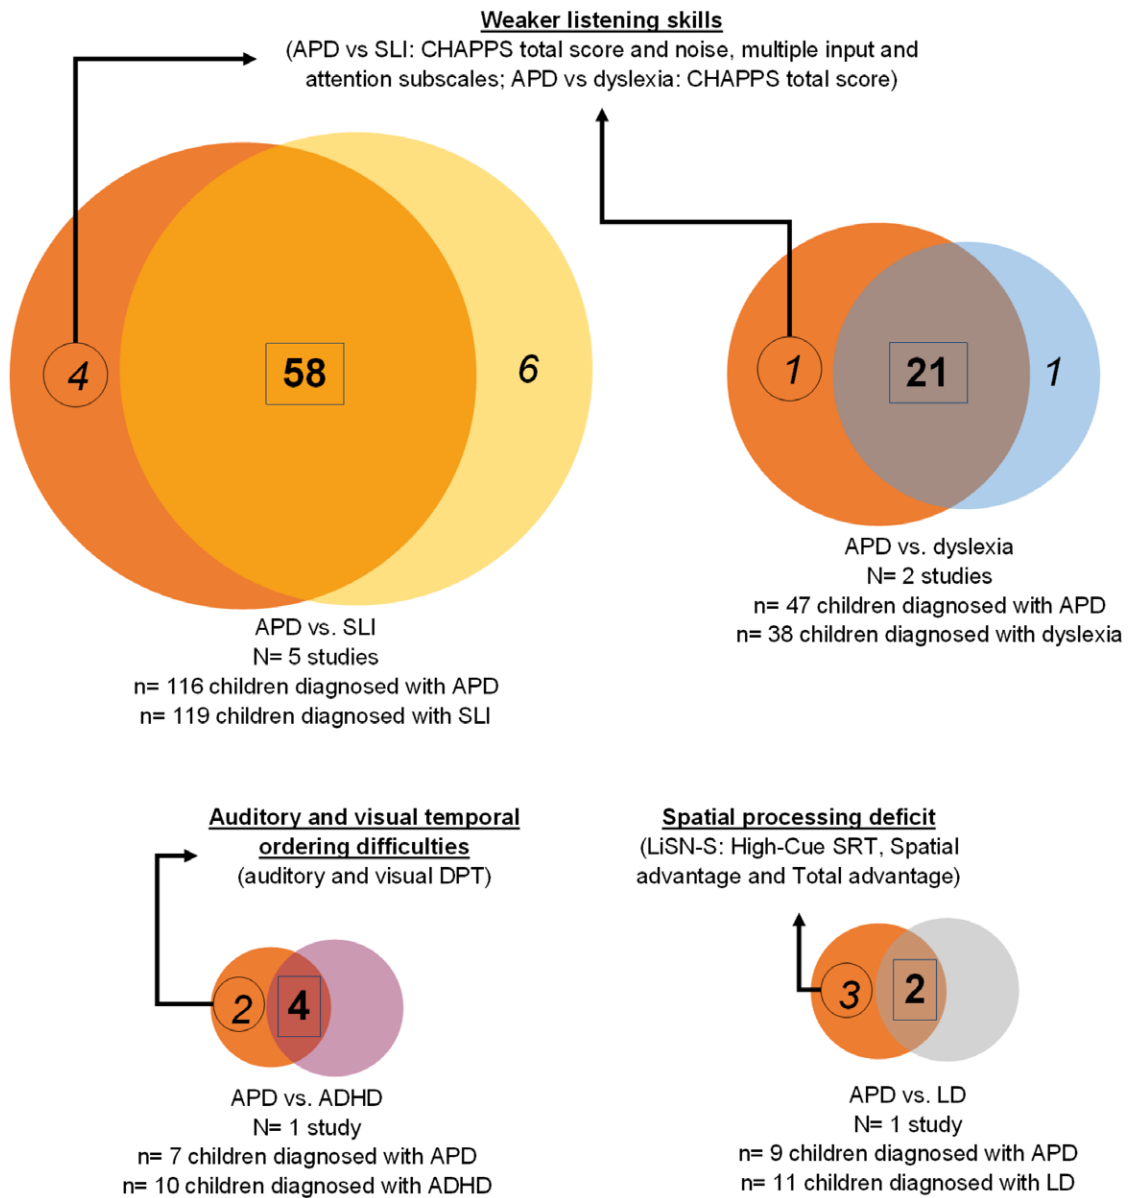 Weaker listening skills
(APD vs SLI: CHAPPS total score and noise, multiple input and
attention subscales; APD vs dyslexia: CHAPPS total score)
4
58
6
1
21
1
APD vs. SLI
N= 5 studies
n= 116 children diagnosed with APD
n= 119 children diagnosed with SLI
APD vs. dyslexia
N= 2 studies
n= 47 children diagnosed with APD
n= 38 children diagnosed with dyslexia
Auditory and visual temporal
ordering difficulties
(auditory and visual DPT)
2
4
APD vs. ADHD
N= 1 study
n= 7 children diagnosed with APD
n= 10 children diagnosed with ADHD
Spatial processing deficit
(LiSN-S: High-Cue SRT, Spatial
advantage and Total advantage)
3
2
APD vs. LD
N= 1 study
n= 9 children diagnosed with APD
n= 11 children diagnosed with LD